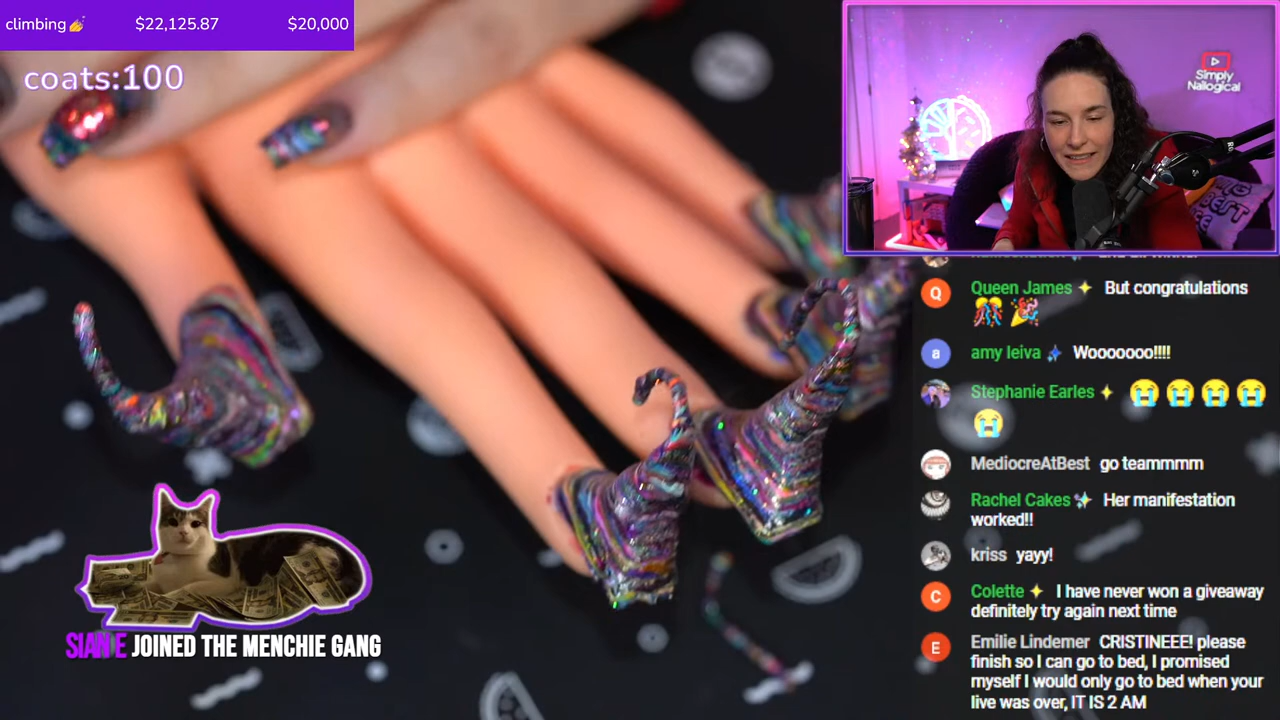 climbing💅 $22,125.87 $20,000
coats:100
Simply
Nailogical
Queen James But congratulations
🎊 🎉
amy leiva Wooooooo!!!!
Stephanie Earles 😭 😭 😭 😭
😭
MediocreAtBest go teammmm
Rachel Cakes Her manifestation
worked!!
kriss yayy!
Colette I have never won a giveaway
definitely try again next time
Emilie Lindemer CRISTINEEE! please
finish so I can go to bed, I promised
myself I would only go to bed when your
live was over, IT IS 2 AM
SIAN E JOINED THE MENCHIE GANG